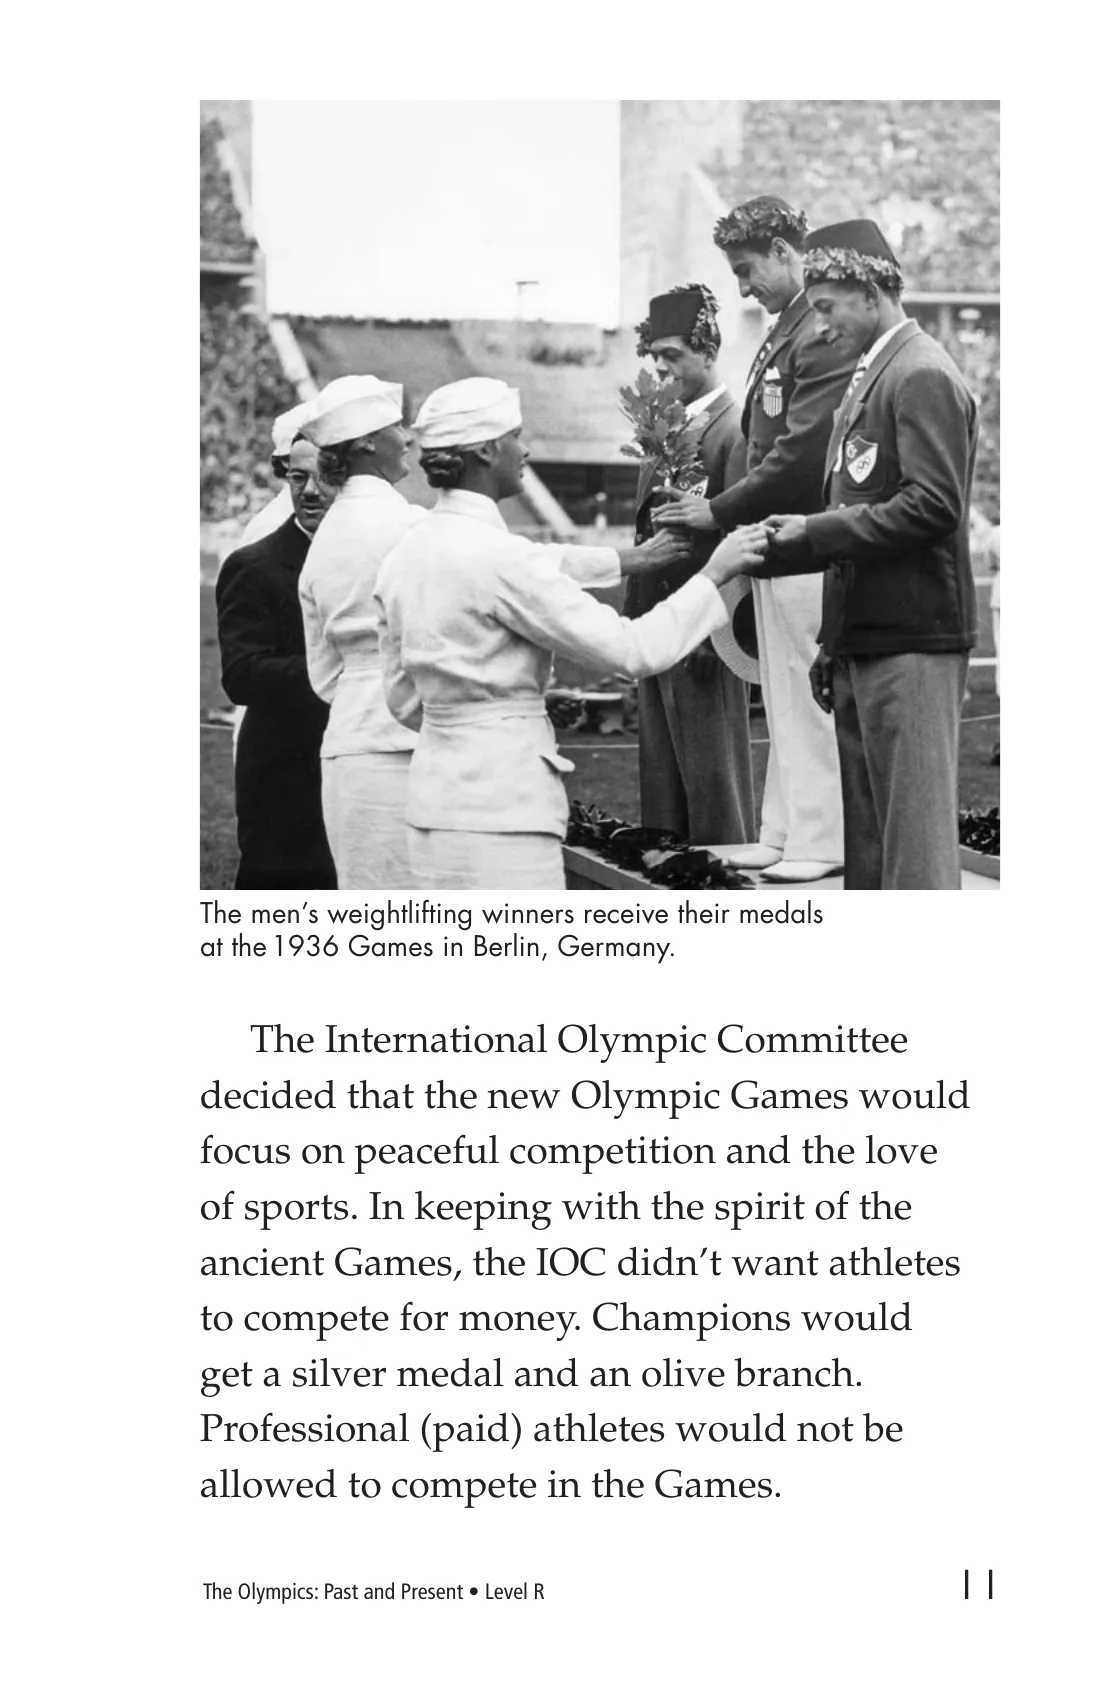 The men's weightlifting winners receive their medals
at the 1936 Games in Berlin, Germany.
The International Olympic Committee
decided that the new Olympic Games would
focus on peaceful competition and the love
of sports. In keeping with the spirit of the
ancient Games, the IOC didn't want athletes
to compete for money. Champions would
get a silver medal and an olive branch.
Professional (paid) athletes would not be
allowed to compete in the Games.
The Olympics: Past and Present • Level R
11